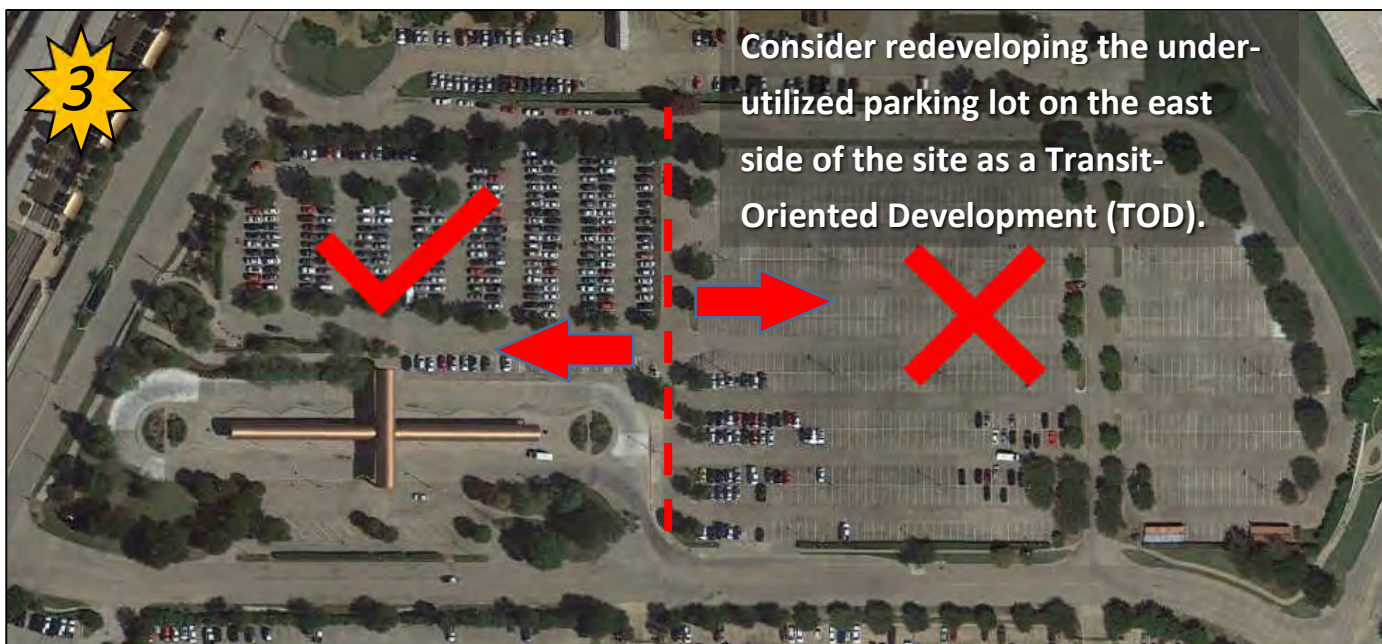 3
Consider redeveloping the under-
utilized parking lot on the east
side of the site as a Transit-
Oriented Development (TOD).